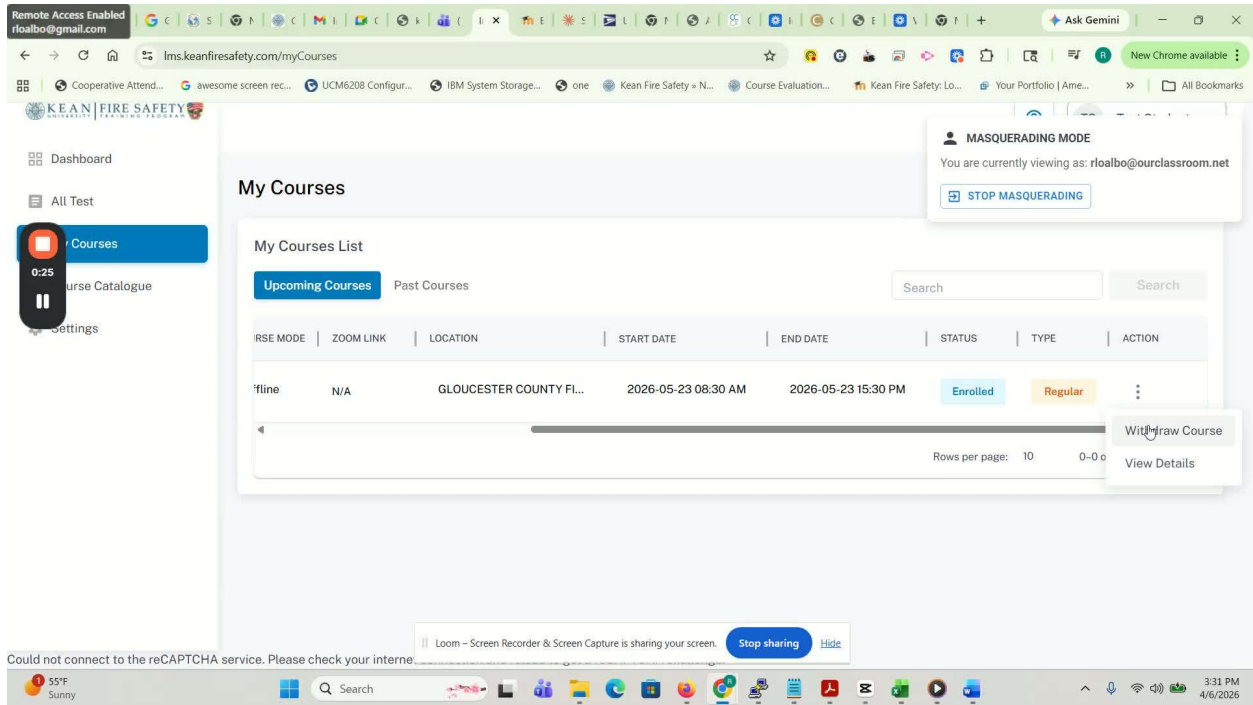 Remote Access Enabled
rloalbo@gmail.com
Ask Gemini
lms.keanfiresafety.com/myCourses
New Chrome available
Cooperative Attend...
awesome screen rec...
UCM6208 Configur...
IBM System Storage...
one
Kean Fire Safety » N...
Course Evaluation...
Kean Fire Safety: Lo...
Your Portfolio | Ame...
All Bookmarks
KEAN FIRE SAFETY
UNIVERSITY TRAINING PROGRAM
MASQUERADING MODE
You are currently viewing as: rloalbo@ourclassroom.net
STOP MASQUERADING
Dashboard
All Test
Courses
urse Catalogue
Settings
0:25
My Courses
My Courses List
Upcoming Courses
Past Courses
Search
Search
RSE MODE
ZOOM LINK
LOCATION
START DATE
END DATE
STATUS
TYPE
ACTION
ffline
N/A
GLOUCESTER COUNTY FI...
2026-05-23 08:30 AM
2026-05-23 15:30 PM
Enrolled
Regular
Withdraw Course
View Details
Rows per page: 10
0–0 o
Loom – Screen Recorder & Screen Capture is sharing your screen.
Stop sharing
Hide
Could not connect to the reCAPTCHA service. Please check your interne
1
55°F
Sunny
Search
3:31 PM
4/6/2026